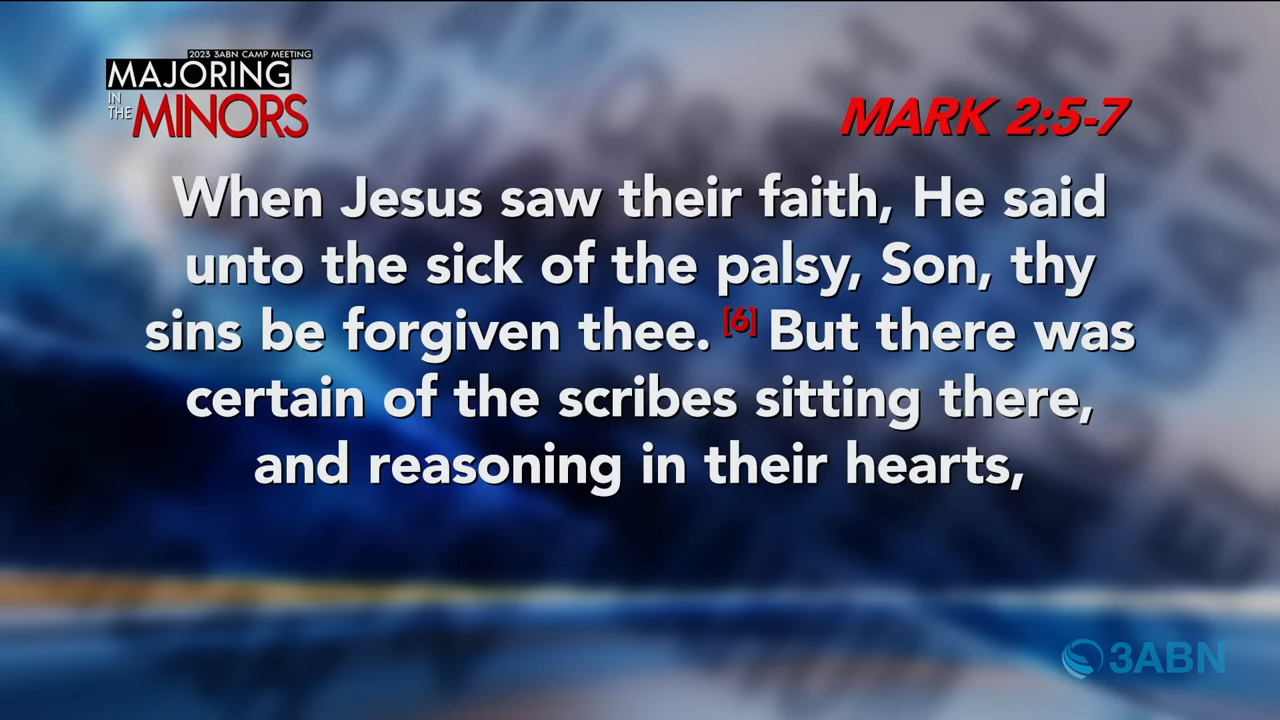 2023 3ABN CAMP MEETING
MAJORING
IN THE
MINORS
MARK 2:5-7
When Jesus saw their faith, He said
unto the sick of the palsy, Son, thy
sins be forgiven thee. [6] But there was
certain of the scribes sitting there,
and reasoning in their hearts,
3ABN